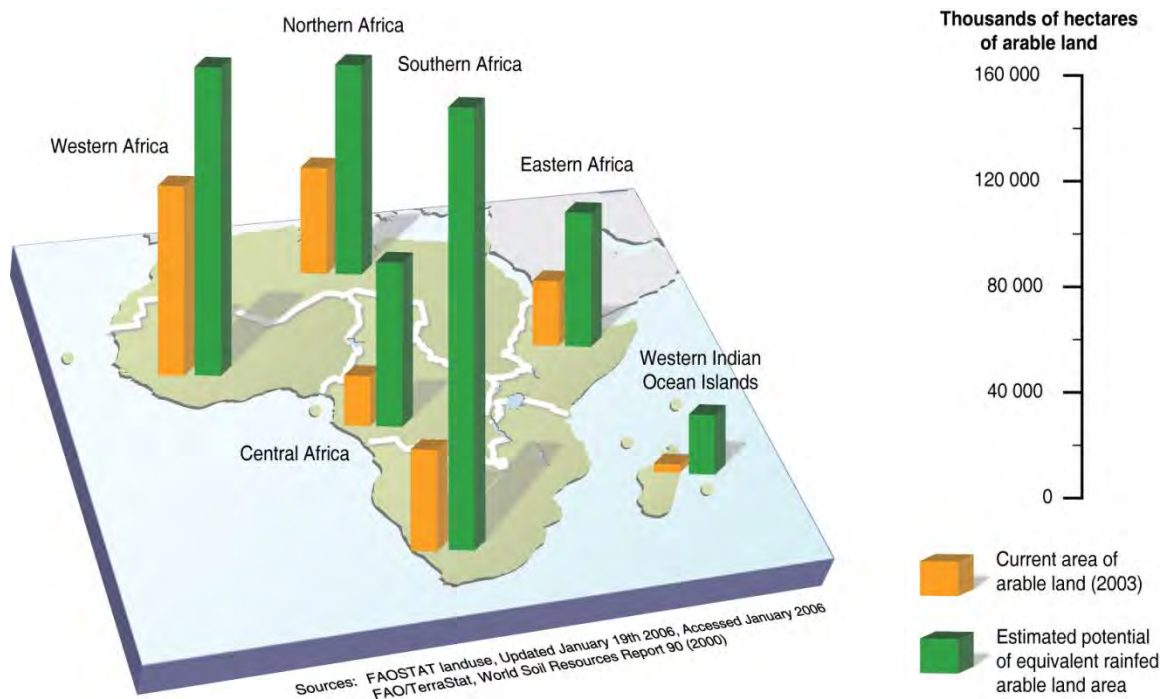 Northern Africa
Southern Africa
Western Africa
Eastern Africa
Western Indian
Ocean Islands
Central Africa
Sources: FAOSTAT landuse, Updated January 19th 2006, Accessed January 2006
FAO/TerraStat, World Soil Resources Report 90 (2000)
Thousands of hectares
of arable land
160 000
120 000
80 000
40 000
0
Current area of
arable land (2003)
Estimated potential
of equivalent rainfed
arable land area